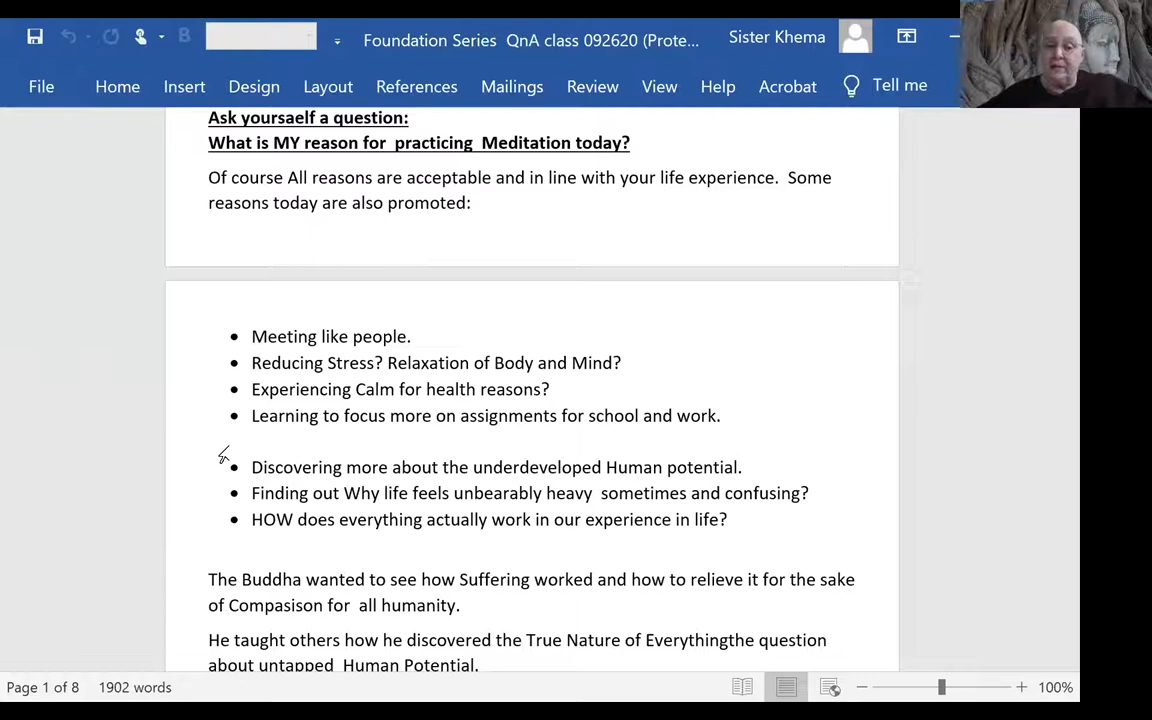 Foundation Series QnA class 092620 (Prote...
Sister Khema
File Home Insert Design Layout References Mailings Review View Help Acrobat Tell me
Ask yoursaelf a question:
What is MY reason for practicing Meditation today?
Of course All reasons are acceptable and in line with your life experience. Some
reasons today are also promoted:
• Meeting like people.
• Reducing Stress? Relaxation of Body and Mind?
• Experiencing Calm for health reasons?
• Learning to focus more on assignments for school and work.
• Discovering more about the underdeveloped Human potential.
• Finding out Why life feels unbearably heavy sometimes and confusing?
• HOW does everything actually work in our experience in life?
The Buddha wanted to see how Suffering worked and how to relieve it for the sake
of Compasison for all humanity.
He taught others how he discovered the True Nature of Everythingthe question
about untapped Human Potential.
Page 1 of 8 1902 words 100%